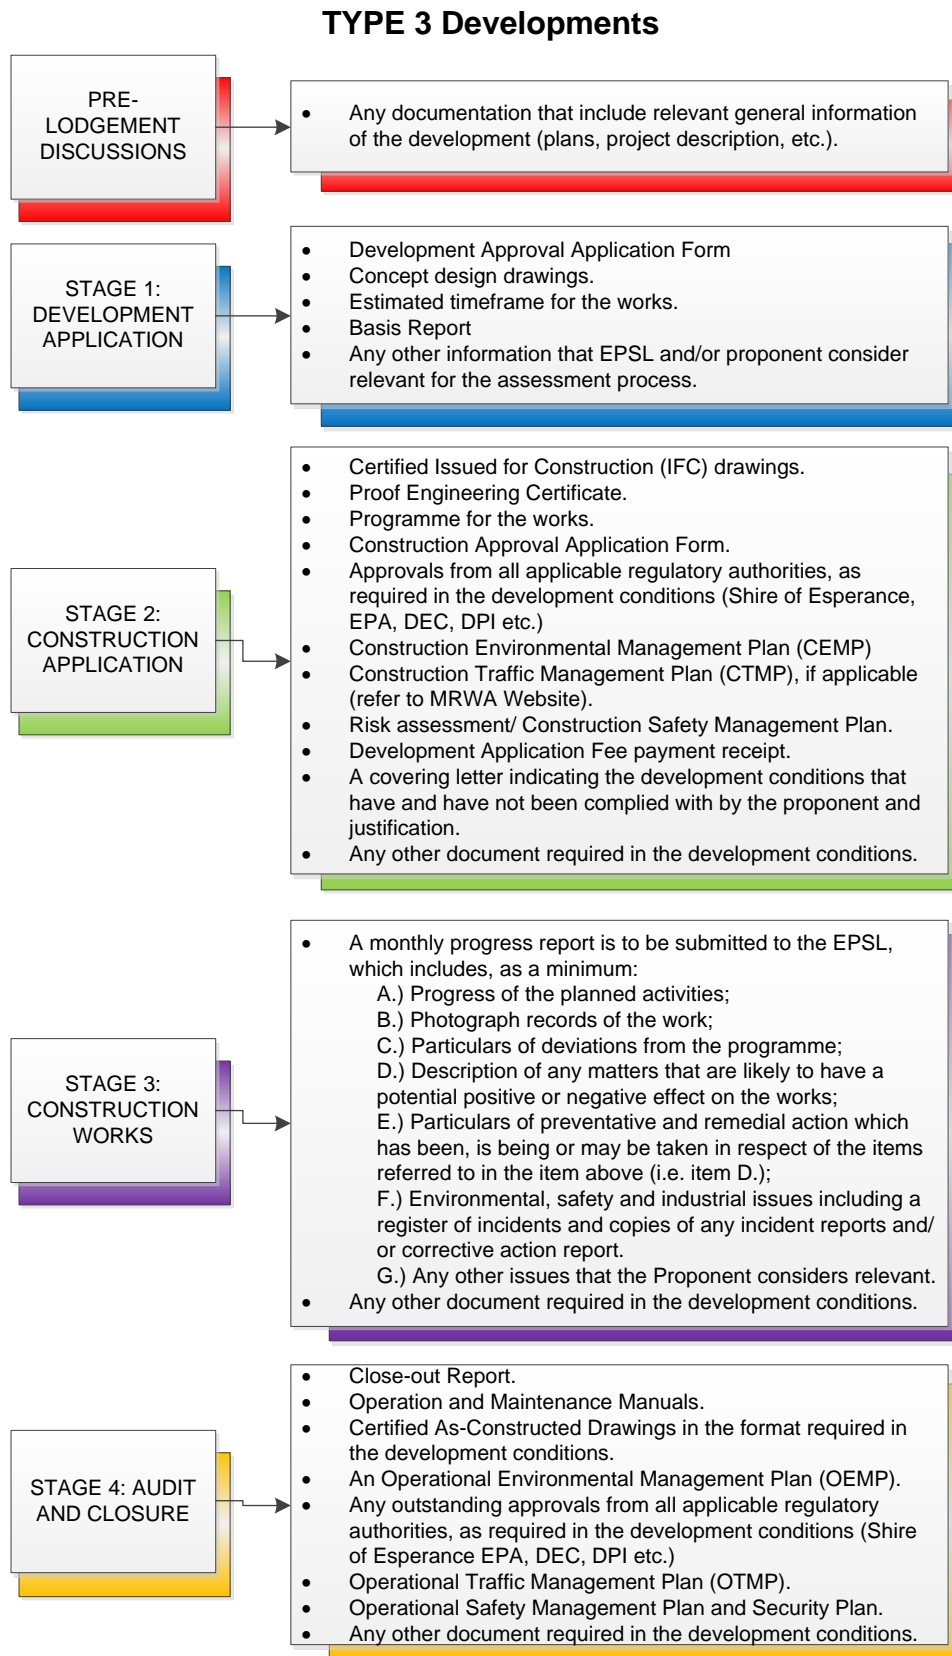 TYPE 3 Developments
PRE-
LODGEMENT
DISCUSSIONS
• Any documentation that include relevant general information
of the development (plans, project description, etc.).
STAGE 1:
DEVELOPMENT
APPLICATION
• Development Approval Application Form
• Concept design drawings.
• Estimated timeframe for the works.
• Basis Report
• Any other information that EPSL and/or proponent consider
relevant for the assessment process.
STAGE 2:
CONSTRUCTION
APPLICATION
• Certified Issued for Construction (IFC) drawings.
• Proof Engineering Certificate.
• Programme for the works.
• Construction Approval Application Form.
• Approvals from all applicable regulatory authorities, as
required in the development conditions (Shire of Esperance,
EPA, DEC, DPI etc.)
• Construction Environmental Management Plan (CEMP)
• Construction Traffic Management Plan (CTMP), if applicable
(refer to MRWA Website).
• Risk assessment/ Construction Safety Management Plan.
• Development Application Fee payment receipt.
• A covering letter indicating the development conditions that
have and have not been complied with by the proponent and
justification.
• Any other document required in the development conditions.
STAGE 3:
CONSTRUCTION
WORKS
• A monthly progress report is to be submitted to the EPSL,
which includes, as a minimum:
A.) Progress of the planned activities;
B.) Photograph records of the work;
C.) Particulars of deviations from the programme;
D.) Description of any matters that are likely to have a
potential positive or negative effect on the works;
E.) Particulars of preventative and remedial action which
has been, is being or may be taken in respect of the items
referred to in the item above (i.e. item D.);
F.) Environmental, safety and industrial issues including a
register of incidents and copies of any incident reports and/
or corrective action report.
G.) Any other issues that the Proponent considers relevant.
• Any other document required in the development conditions.
STAGE 4: AUDIT
AND CLOSURE
• Close-out Report.
• Operation and Maintenance Manuals.
• Certified As-Constructed Drawings in the format required in
the development conditions.
• An Operational Environmental Management Plan (OEMP).
• Any outstanding approvals from all applicable regulatory
authorities, as required in the development conditions (Shire
of Esperance EPA, DEC, DPI etc.)
• Operational Traffic Management Plan (OTMP).
• Operational Safety Management Plan and Security Plan.
• Any other document required in the development conditions.